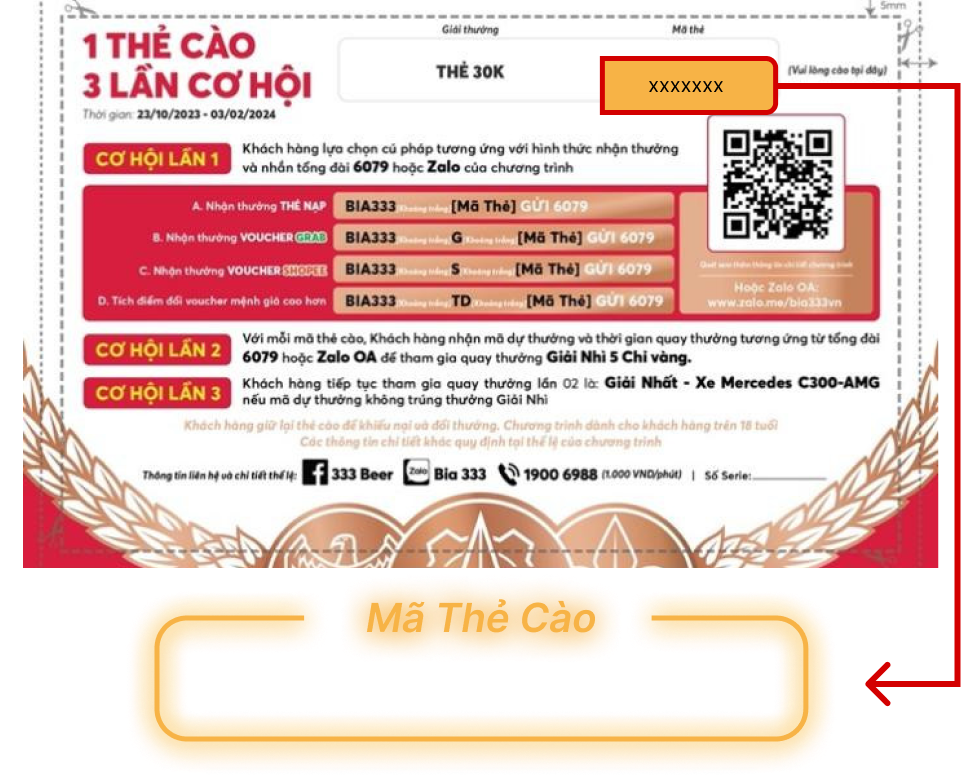 5mm
Giải thưởng
Mã thẻ
1 THẺ CÀO
3 LẦN CƠ HỘI
THẺ 30K
xxxxxxx
(Vui lòng cào tại đây)
Thời gian: 23/10/2023 - 03/02/2024
CƠ HỘI LẦN 1
Khách hàng lựa chọn cú pháp tương ứng với hình thức nhận thưởng
và nhắn tổng đài 6079 hoặc Zalo của chương trình
A. Nhận thưởng THẺ NẠP
BIA333 (Khoảng trắng) [Mã Thẻ] GỬI 6079
B. Nhận thưởng VOUCHER GRAB
BIA333 (Khoảng trắng) G (Khoảng trắng) [Mã Thẻ] GỬI 6079
C. Nhận thưởng VOUCHER SHOPEE
BIA333 (Khoảng trắng) S (Khoảng trắng) [Mã Thẻ] GỬI 6079
D. Tích điểm đổi voucher mệnh giá cao hơn
BIA333 (Khoảng trắng) TD (Khoảng trắng) [Mã Thẻ] GỬI 6079
Quét xem thêm thông tin chi tiết chương trình
Hoặc Zalo OA:
www.zalo.me/bia333vn
CƠ HỘI LẦN 2
Với mỗi mã thẻ cào, Khách hàng nhận mã dự thưởng và thời gian quay thưởng tương ứng từ tổng đài
6079 hoặc Zalo OA để tham gia quay thưởng Giải Nhì 5 Chỉ vàng.
CƠ HỘI LẦN 3
Khách hàng tiếp tục tham gia quay thưởng lần 02 là: Giải Nhất - Xe Mercedes C300-AMG
nếu mã dự thưởng không trúng thưởng Giải Nhì
Khách hàng giữ lại thẻ cào để khiếu nại và đổi thưởng. Chương trình dành cho khách hàng trên 18 tuổi
Các thông tin chi tiết khác quy định tại thể lệ của chương trình
Thông tin liên hệ và chi tiết thể lệ:
333 Beer
Zalo
Bia 333
1900 6988 (1.000 VND/phút) | Số Serie:
Mã Thẻ Cào